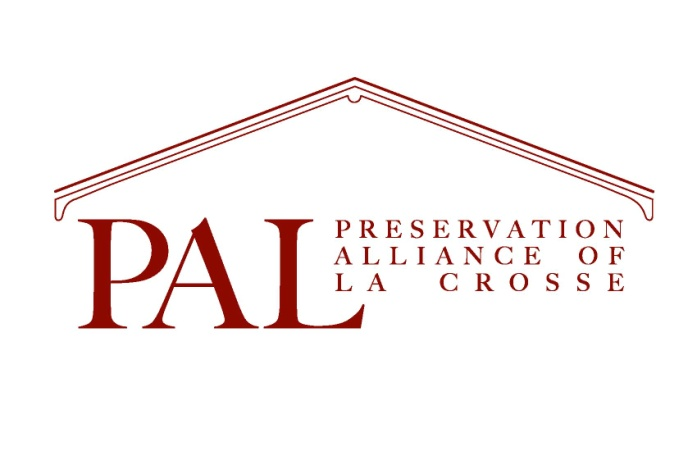 PAL
PRESERVATION
ALLIANCE OF
LA CROSSE